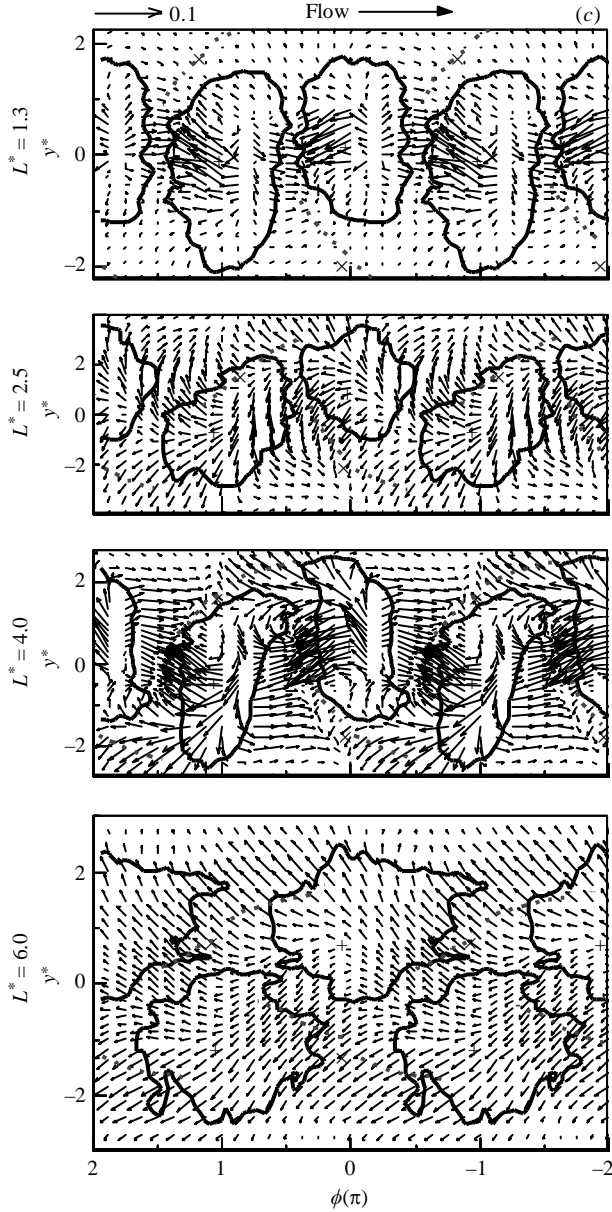 0.1 Flow (c)
L* = 1.3
y*
2
0
–2
L* = 2.5
y*
2
0
–2
L* = 4.0
y*
2
0
–2
L* = 6.0
y*
2
0
–2
2 1 0 –1 –2
ϕ(π)